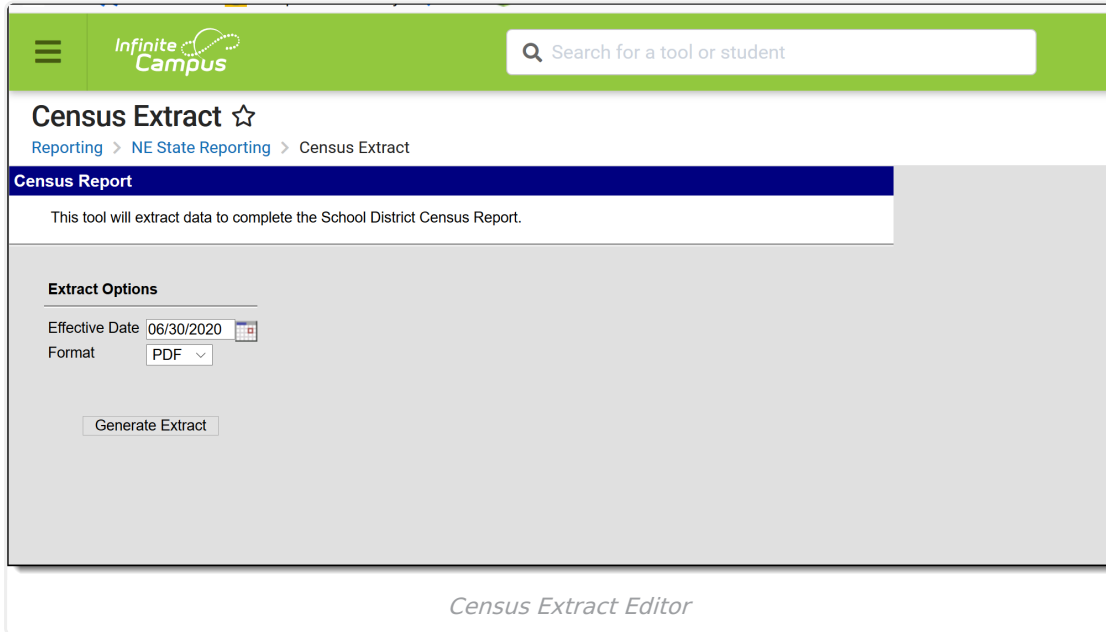 Infinite
Campus
Search for a tool or student
Census Extract
Reporting > NE State Reporting > Census Extract
Census Report
This tool will extract data to complete the School District Census Report.
Extract Options
Effective Date 06/30/2020
Format PDF
Generate Extract
Census Extract Editor